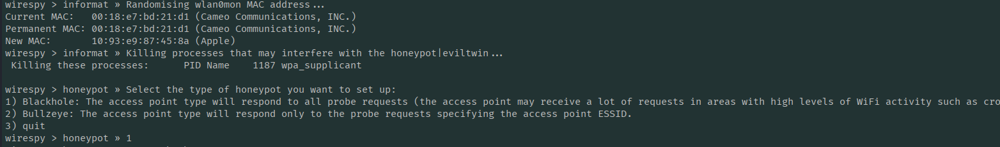 wirespy > informat » Randomising wlan0mon MAC address...
Current MAC:   00:18:e7:bd:21:d1 (Cameo Communications, INC.)
Permanent MAC: 00:18:e7:bd:21:d1 (Cameo Communications, INC.)
New MAC:       10:93:e9:87:45:8a (Apple)
wirespy > informat » Killing processes that may interfere with the honeypot|eviltwin...
 Killing these processes:      PID Name    1187 wpa_supplicant
wirespy > honeypot » Select the type of honeypot you want to set up:
1) Blackhole: The access point type will respond to all probe requests (the access point may receive a lot of requests in areas with high levels of WiFi activity such as cro
2) Bullzeye: The access point type will respond only to the probe requests specifying the access point ESSID.
3) quit
wirespy > honeypot » 1